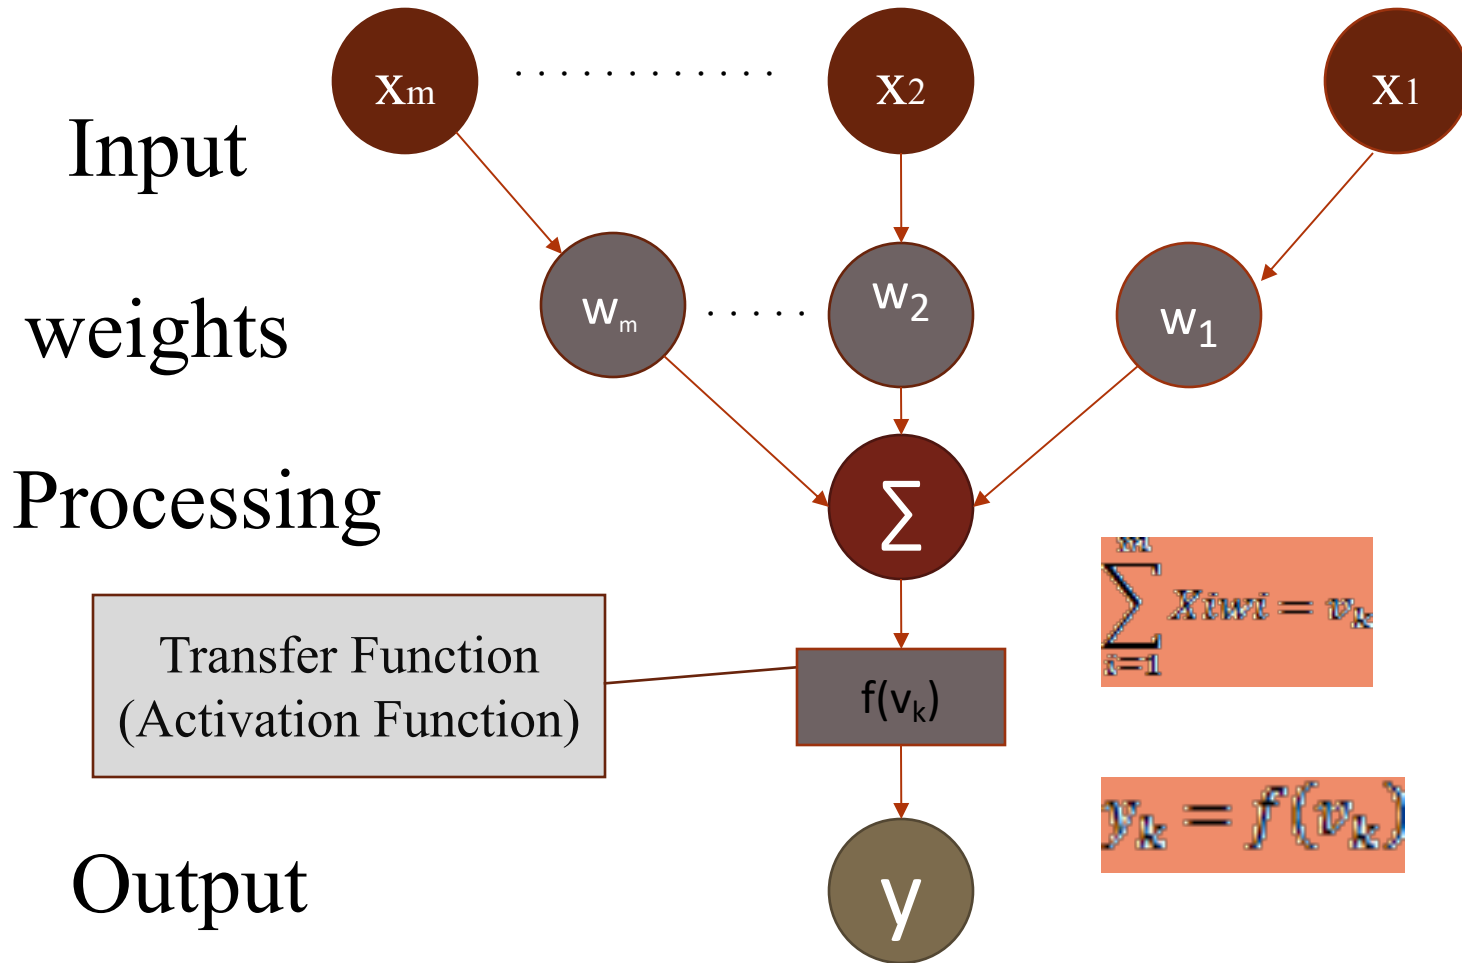 xm ............ x2 x1
Input
wm ..... w2 w1
weights
Processing
∑
m
∑ Xiwi = vk
i=1
Transfer Function
(Activation Function)
f(vk)
yk = f(vk)
Output
y